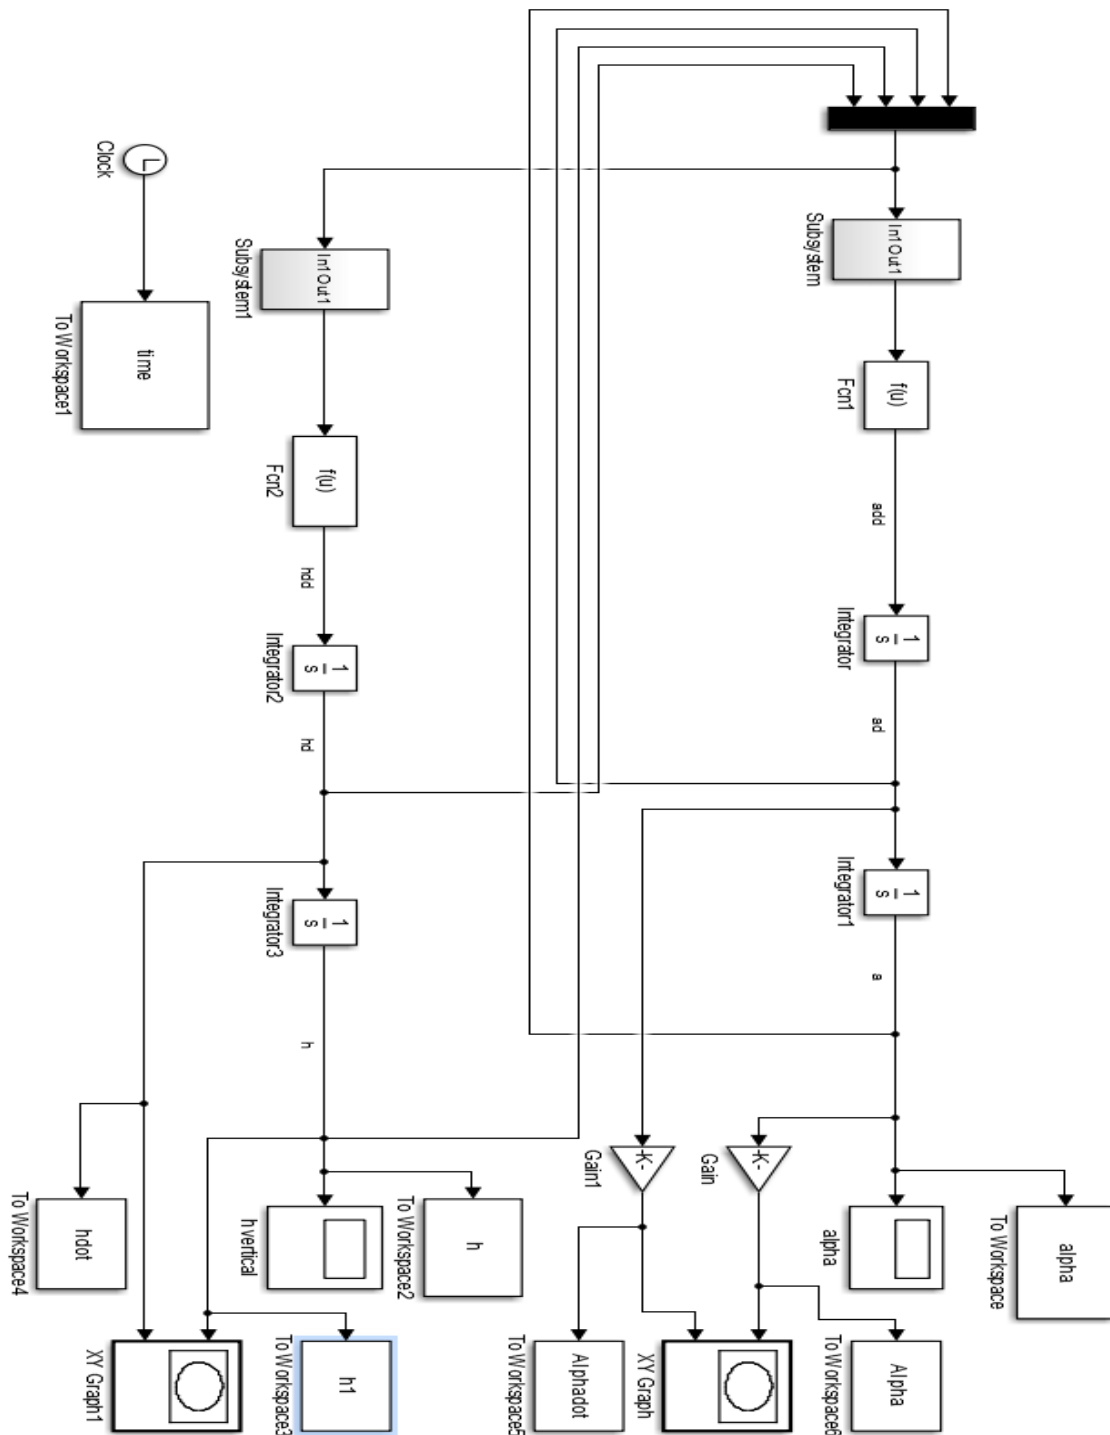 alpha
To Workspace
In1 Out1
Subsystem
f(u)
Fcn1
add
1
s
Integrator
ad
1
s
Integrator1
a
alpha
Alpha
To Workspace6
-K-
Gain
XY Graph
-K-
Gain1
Alphadot
To Workspace5
h
To Workspace2
In1 Out1
Subsystem1
f(u)
Fcn2
hdd
1
s
Integrator2
hd
1
s
Integrator3
h
h vertical
h1
To Workspace3
XY Graph1
Clock
time
To Workspace1
hdot
To Workspace4